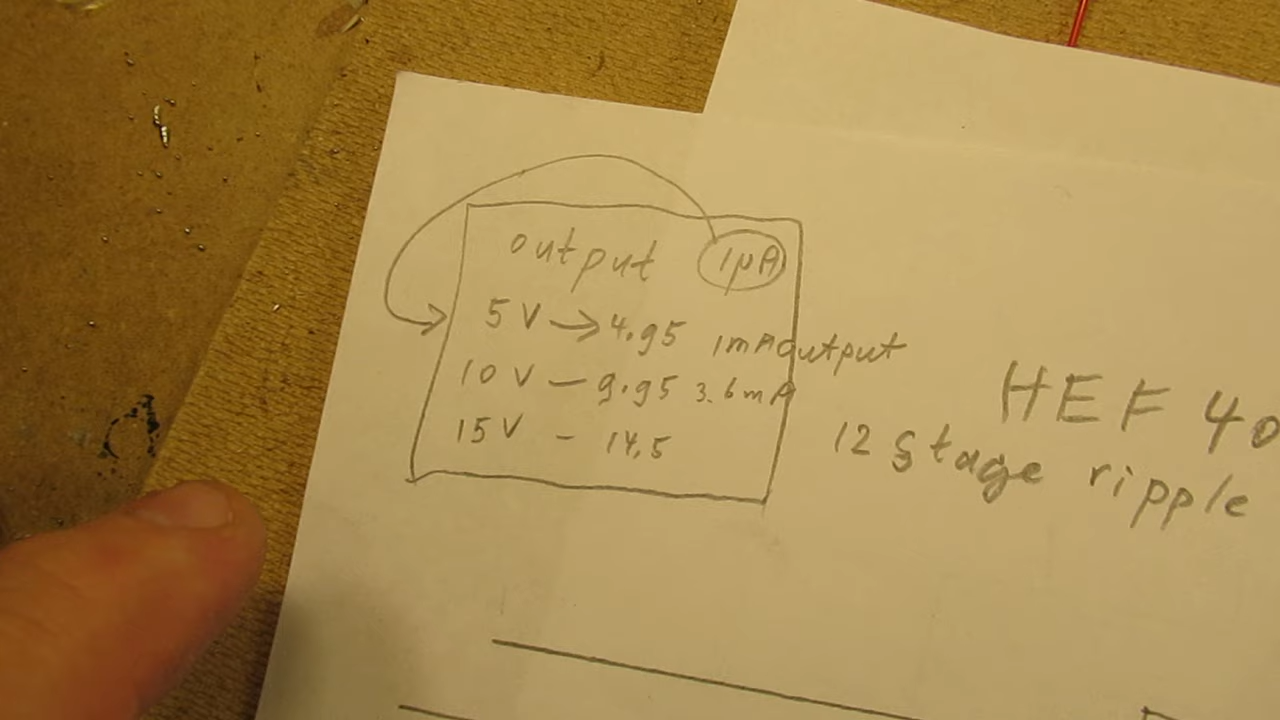 output 1µA
5V → 4.95 1mA output
10V — 9.95 3.6mA
15V - 14.5
HEF 40
12 stage ripple